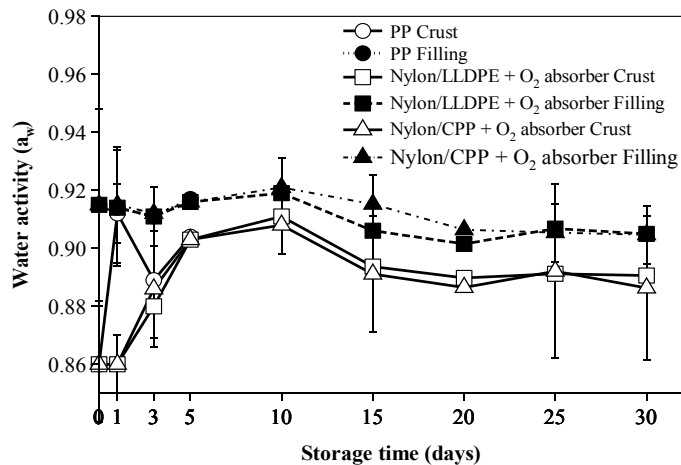 0.98
0.96
0.94
0.92
0.90
0.88
0.86
Water activity (a_w)
PP Crust
PP Filling
Nylon/LLDPE + O₂ absorber Crust
Nylon/LLDPE + O₂ absorber Filling
Nylon/CPP + O₂ absorber Crust
Nylon/CPP + O₂ absorber Filling
0 1 3 5 10 15 20 25 30
Storage time (days)